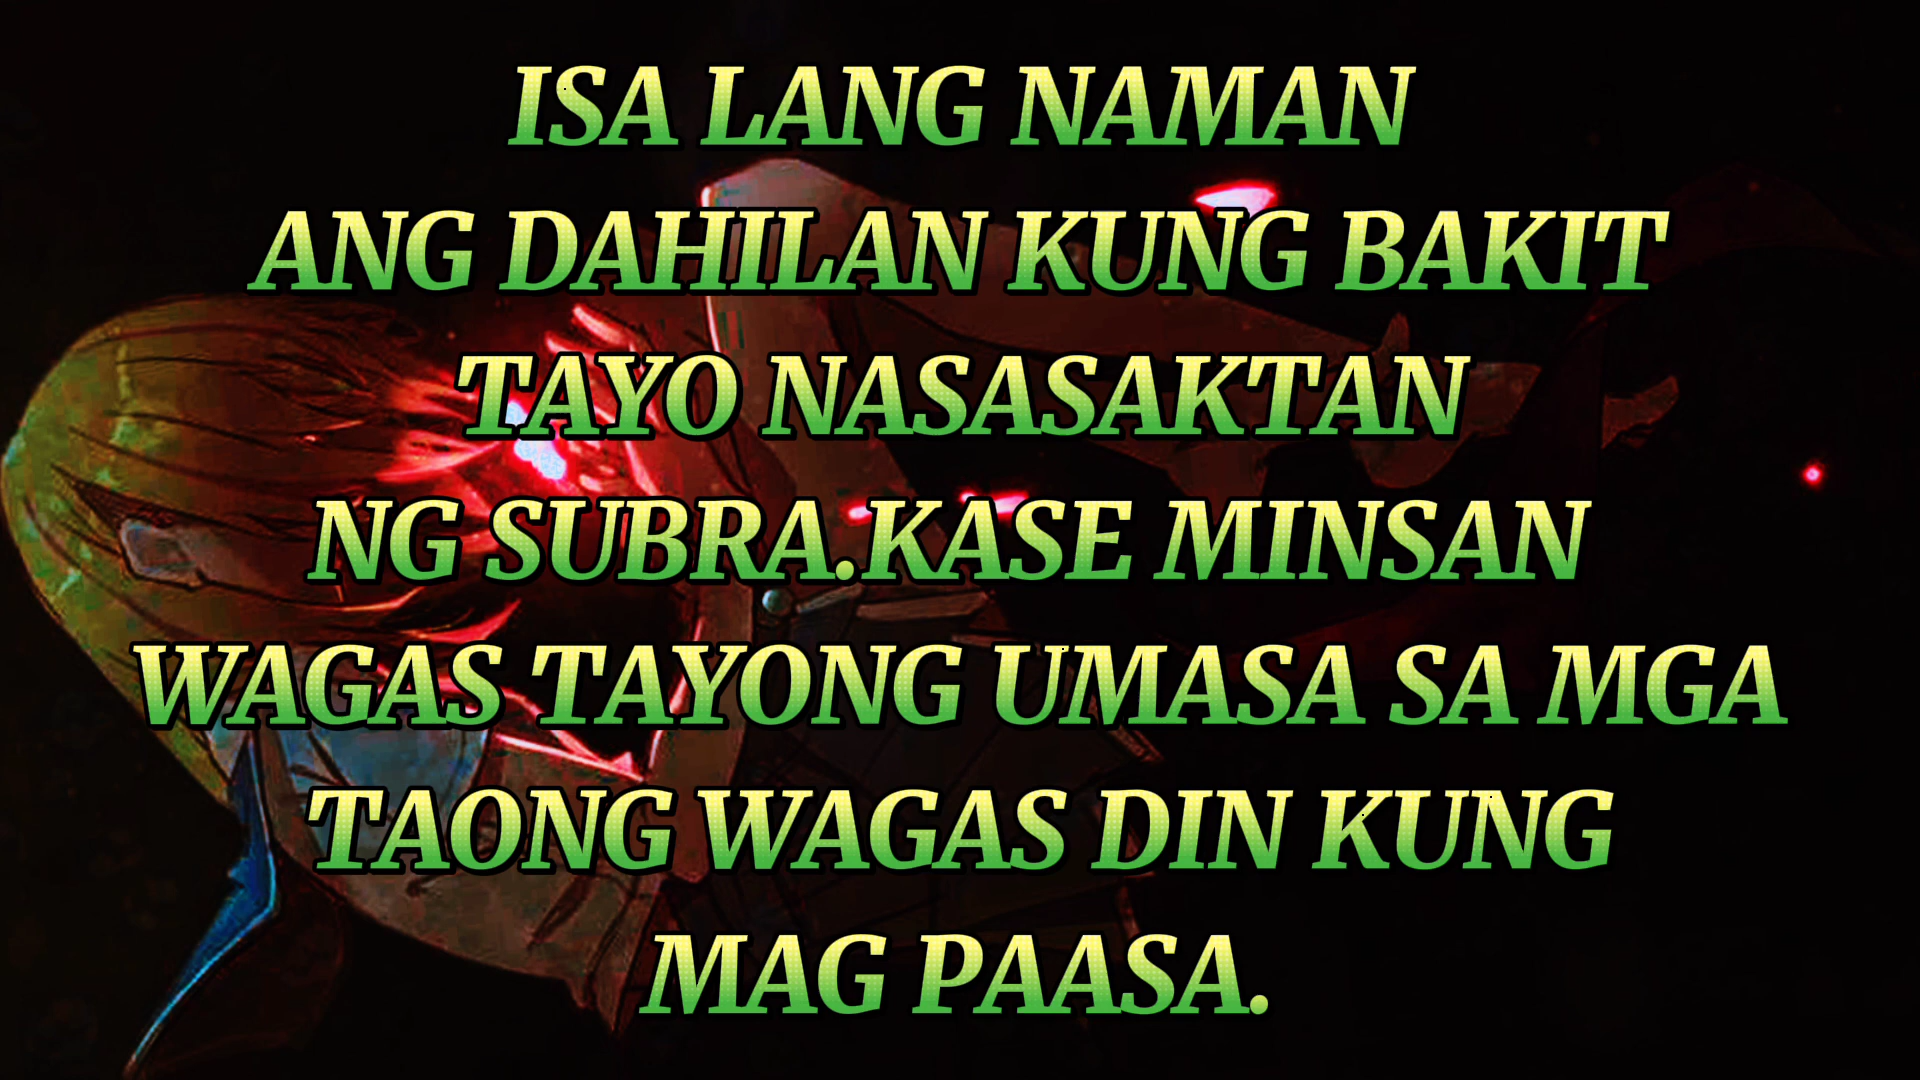 ISA LANG NAMAN
ANG DAHILAN KUNG BAKIT
TAYO NASASAKTAN
NG SUBRA.KASE MINSAN
WAGAS TAYONG UMASA SA MGA
TAONG WAGAS DIN KUNG
MAG PAASA.